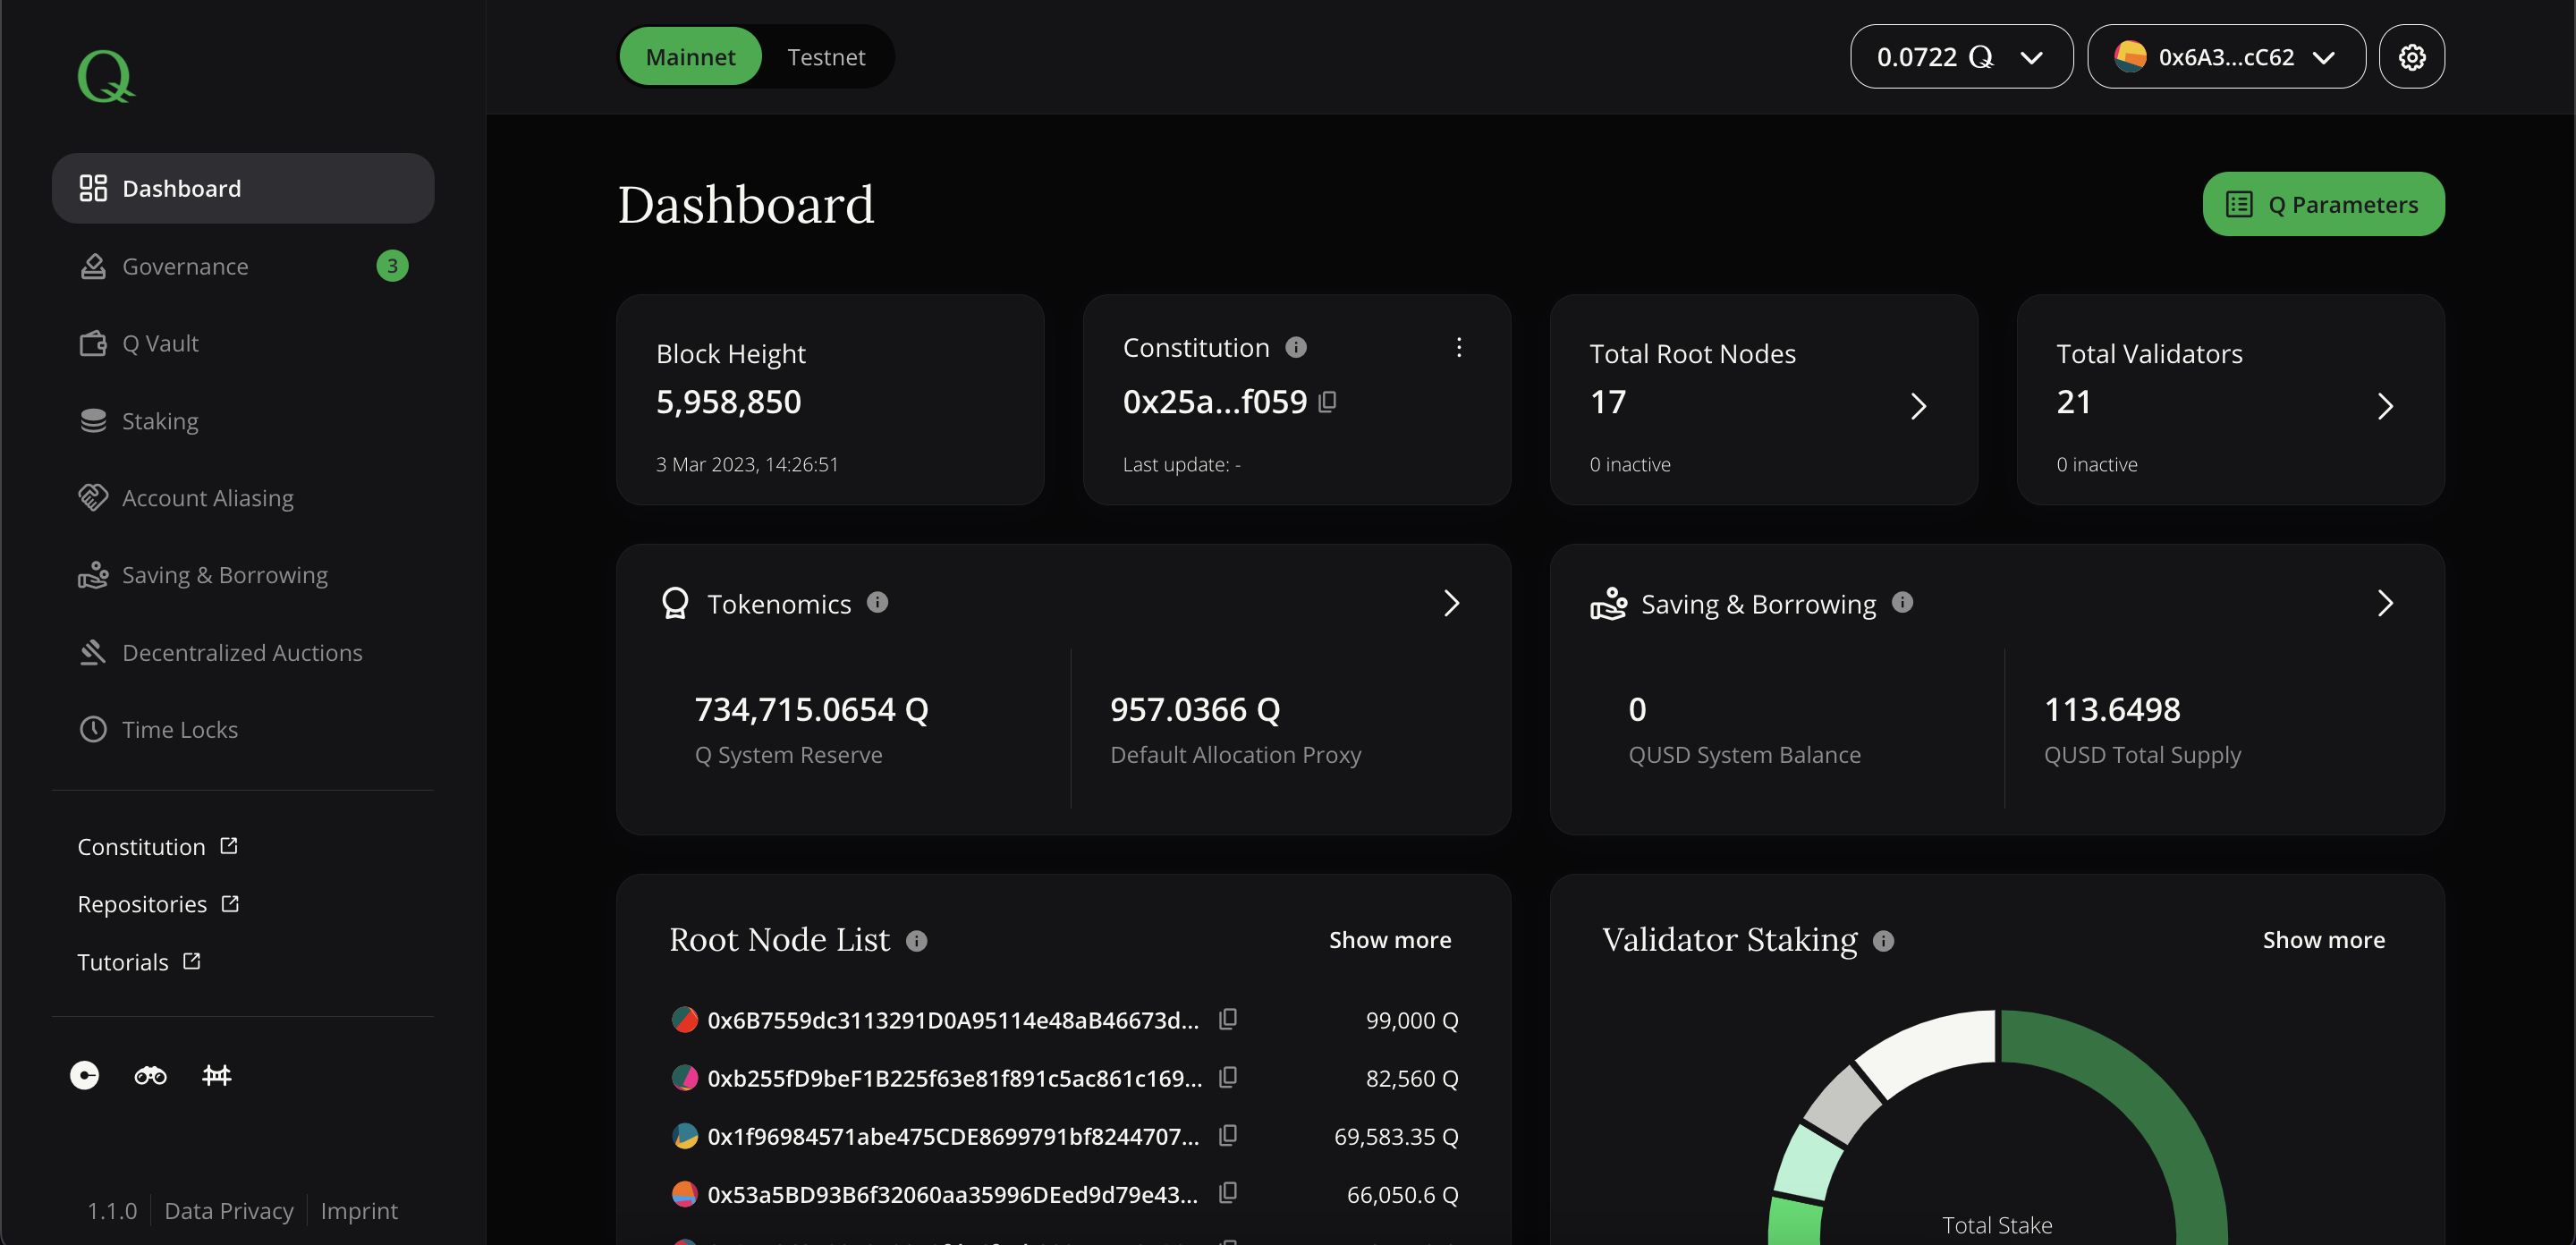 Q
Mainnet
Testnet
0.0722 Q
0x6A3...cC62
Dashboard
Governance
3
Q Vault
Staking
Account Aliasing
Saving & Borrowing
Decentralized Auctions
Time Locks
Constitution
Repositories
Tutorials
1.1.0
Data Privacy
Imprint
Dashboard
Q Parameters
Block Height
5,958,850
3 Mar 2023, 14:26:51
Constitution
0x25a...f059
Last update: -
Total Root Nodes
17
0 inactive
Total Validators
21
0 inactive
Tokenomics
734,715.0654 Q
Q System Reserve
957.0366 Q
Default Allocation Proxy
Saving & Borrowing
0
QUSD System Balance
113.6498
QUSD Total Supply
Root Node List
Show more
0x6B7559dc3113291D0A95114e48aB46673d...
99,000 Q
0xb255fD9beF1B225f63e81f891c5ac861c169...
82,560 Q
0x1f96984571abe475CDE8699791bf8244707...
69,583.35 Q
0x53a5BD93B6f32060aa35996DEed9d79e43...
66,050.6 Q
Validator Staking
Show more
Total Stake